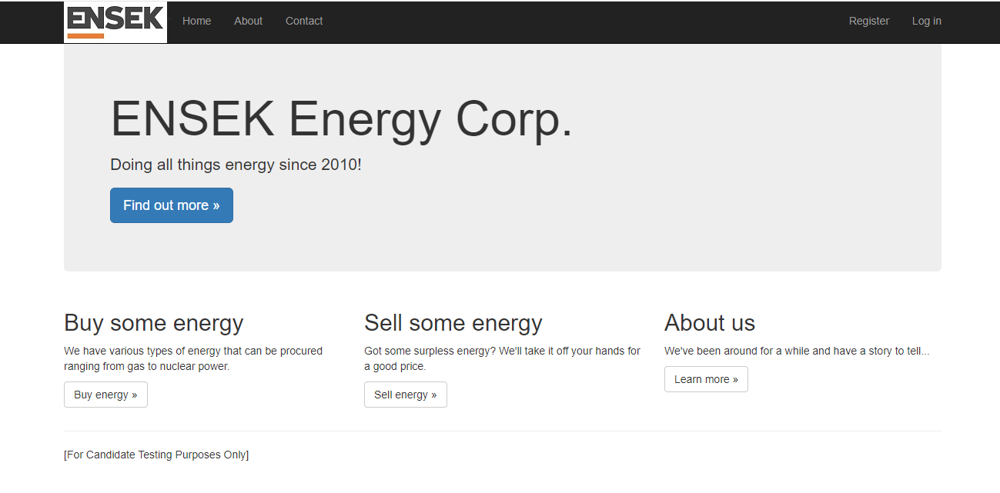 ENSEK
Home About Contact Register Log in
ENSEK Energy Corp.
Doing all things energy since 2010!
Find out more »
Buy some energy
We have various types of energy that can be procured
ranging from gas to nuclear power.
Buy energy »
Sell some energy
Got some surpless energy? We'll take it off your hands for
a good price.
Sell energy »
About us
We've been around for a while and have a story to tell...
Learn more »
[For Candidate Testing Purposes Only]